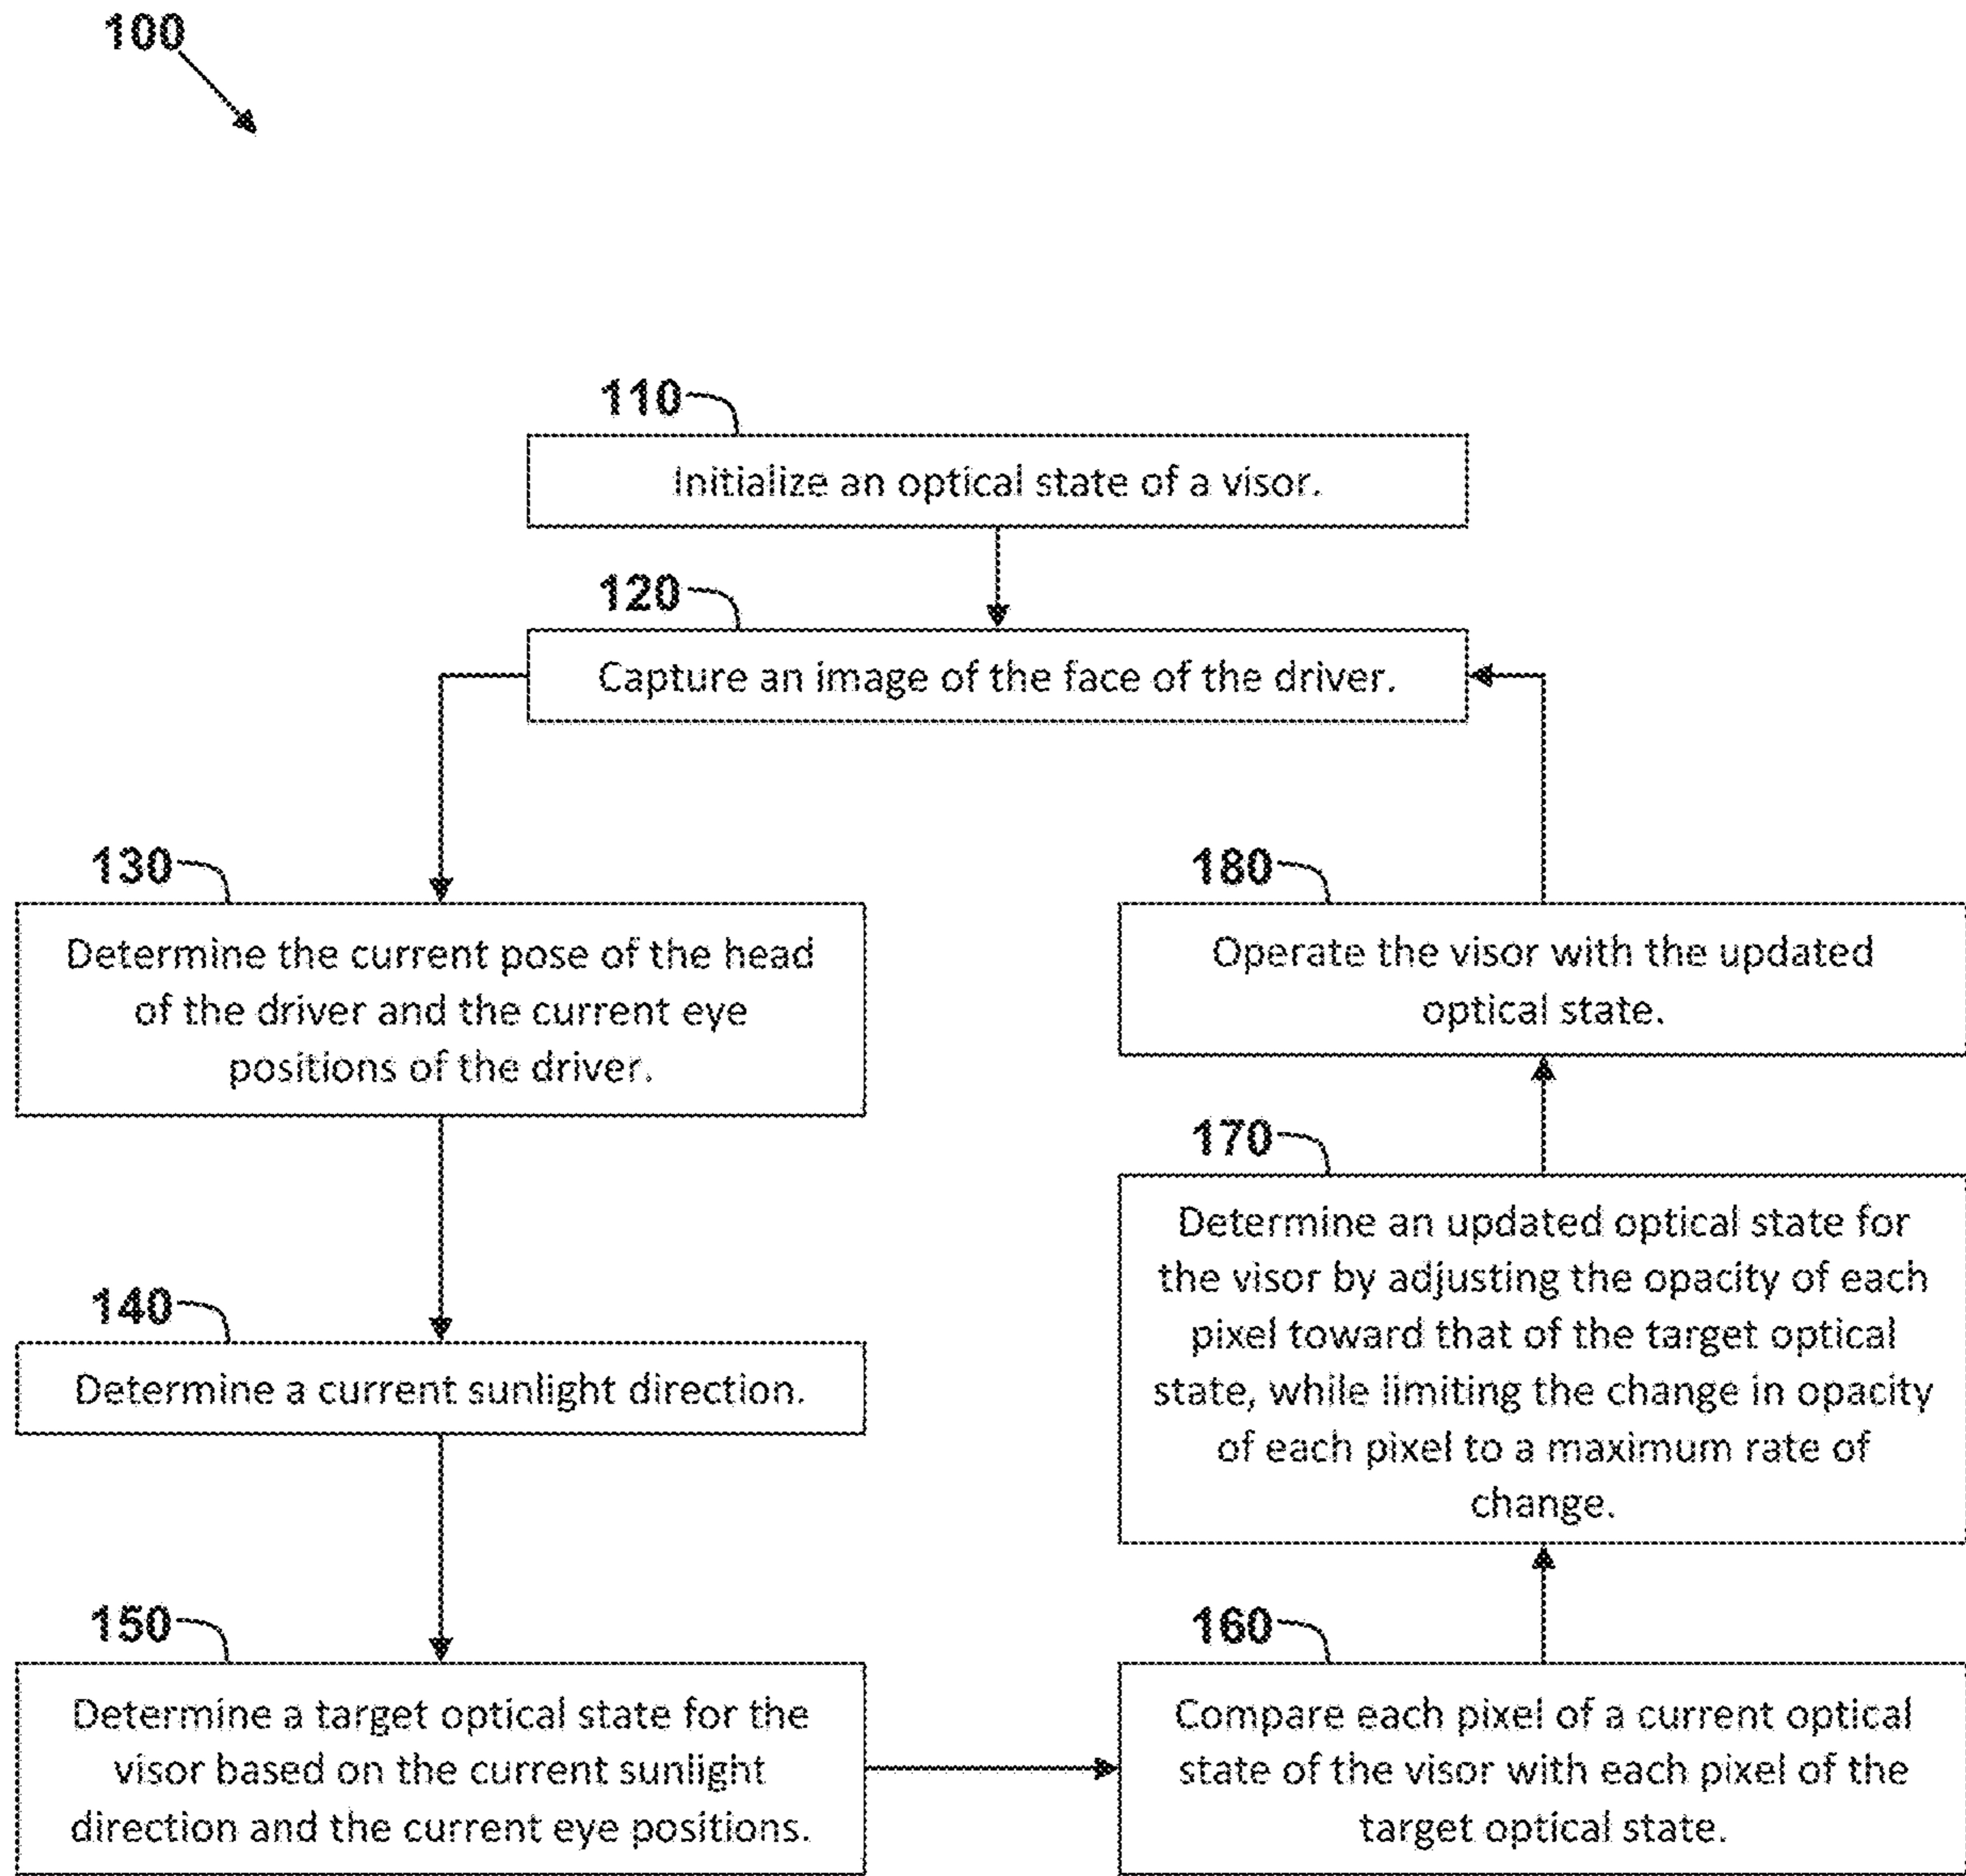 100
110
Initialize an optical state of a visor.
120
Capture an image of the face of the driver.
130
Determine the current pose of the head
of the driver and the current eye
positions of the driver.
140
Determine a current sunlight direction.
150
Determine a target optical state for the
visor based on the current sunlight
direction and the current eye positions.
160
Compare each pixel of a current optical
state of the visor with each pixel of the
target optical state.
170
Determine an updated optical state for
the visor by adjusting the opacity of each
pixel toward that of the target optical
state, while limiting the change in opacity
of each pixel to a maximum rate of
change.
180
Operate the visor with the updated
optical state.